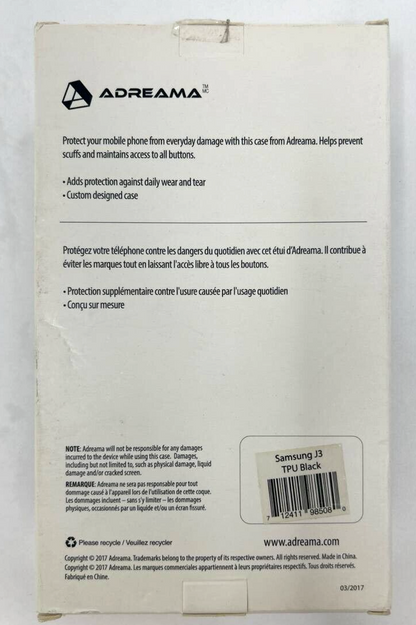 ADREAMA TM MC
Protect your mobile phone from everyday damage with this case from Adreama. Helps prevent
scuffs and maintains access to all buttons.
• Adds protection against daily wear and tear
• Custom designed case
Protégez votre téléphone contre les dangers du quotidien avec cet étui d'Adreama. Il contribue à
éviter les marques tout en laissant l'accès libre à tous les boutons.
• Protection supplémentaire contre l'usure causée par l'usage quotidien
• Conçu sur mesure
NOTE: Adreama will not be responsible for any damages
incurred to the device while using this case. Damages,
including but not limited to, such as physical damage, liquid
damage and/or cracked screen.
REMARQUE: Adreama ne sera pas responsable pour tout
dommage causé à l'appareil lors de l'utilisation de cette coque.
Les dommages incluent – sans s'y limiter – les dommages
physiques, occasionnés par un liquide et/ou un écran fissuré.
Samsung J3
TPU Black
7 12411 98508 0
Please recycle / Veuillez recycler
www.adreama.com
Copyright © 2017 Adreama. Trademarks belong to the property of its respective owners. All rights reserved. Made in China.
Copyright © 2017 Adreama. Les marques commerciales appartiennent à leurs propriétaires respectifs. Tous droits réservés.
Fabriqué en Chine.
03/2017